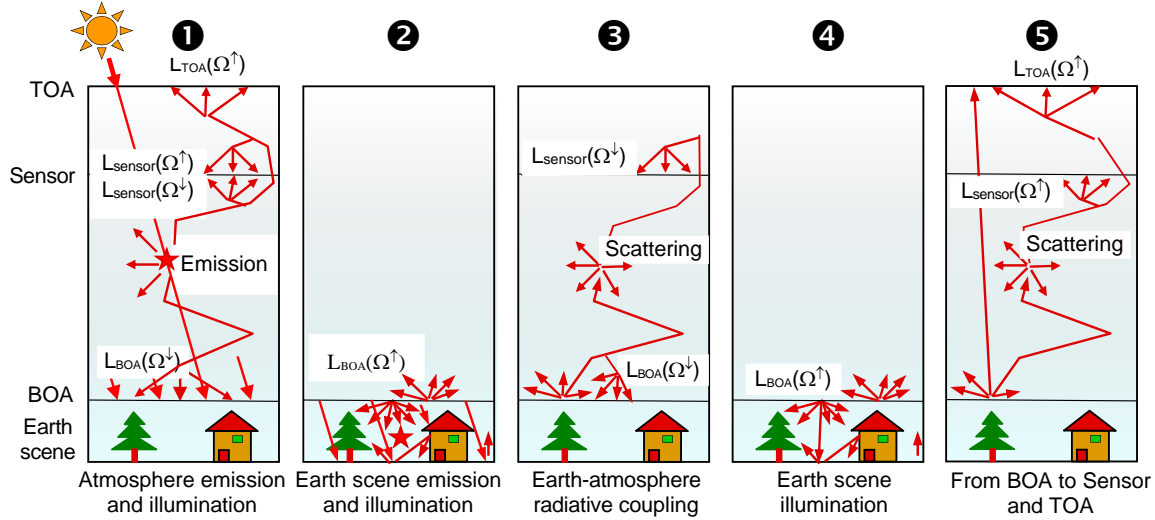 ❶ ❷ ❸ ❹ ❺
LTOA(Ω↑)
LTOA(Ω↑)
TOA
Lsensor(Ω↑)
Lsensor(Ω↓)
Lsensor(Ω↓)
Lsensor(Ω↑)
Sensor
Emission
Scattering
Scattering
LBOA(Ω↓)
LBOA(Ω↑)
LBOA(Ω↓)
LBOA(Ω↑)
BOA
Earth
scene
Atmosphere emission
and illumination
Earth scene emission
and illumination
Earth-atmosphere
radiative coupling
Earth scene
illumination
From BOA to Sensor
and TOA